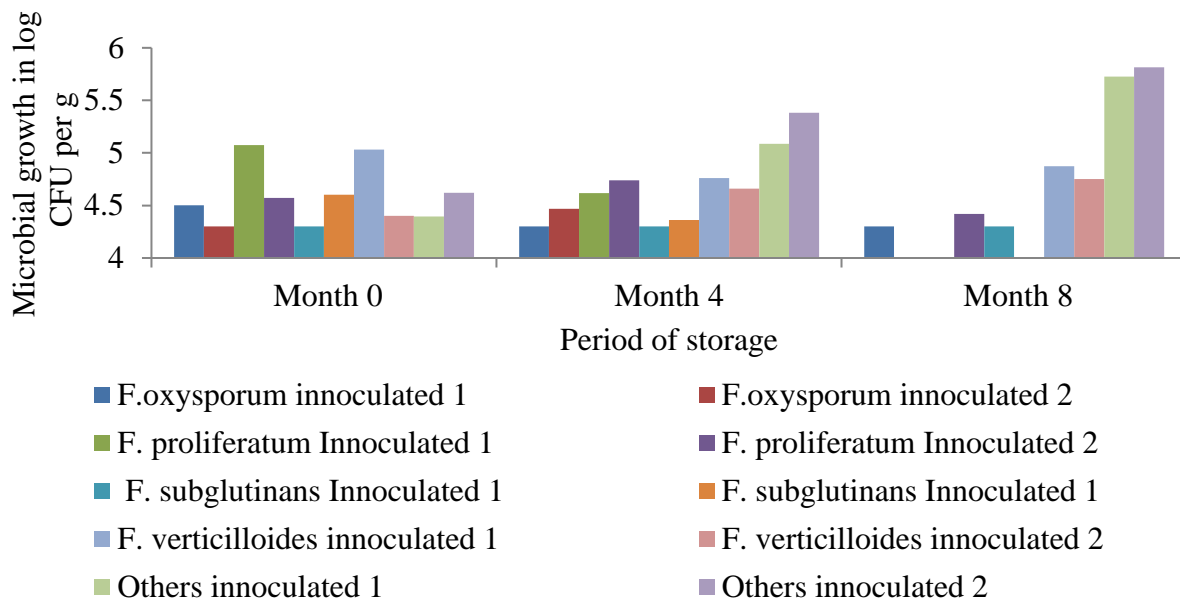 Microbial growth in log
CFU per g
6
5.5
5
4.5
4
Month 0
Month 4
Month 8
Period of storage
F.oxysporum innoculated 1
F.oxysporum innoculated 2
F. proliferatum Innoculated 1
F. proliferatum Innoculated 2
F. subglutinans Innoculated 1
F. subglutinans Innoculated 1
F. verticilloides innoculated 1
F. verticilloides innoculated 2
Others innoculated 1
Others innoculated 2